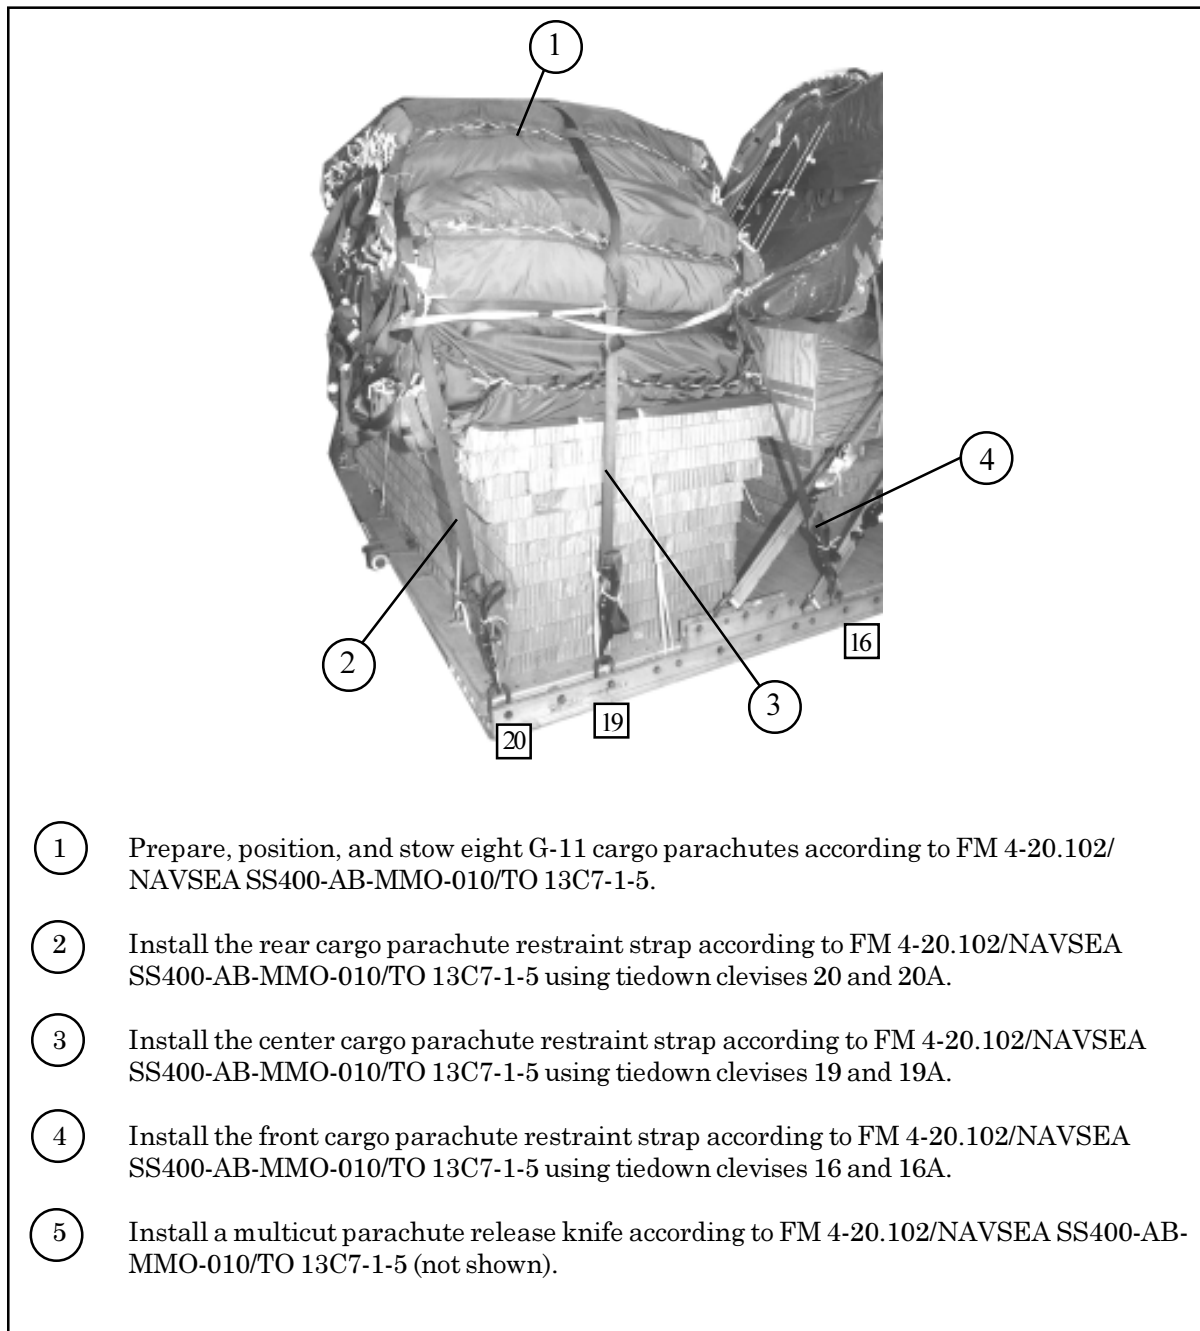 1
4
2
3
16
19
20
1 Prepare, position, and stow eight G-11 cargo parachutes according to FM 4-20.102/
NAVSEA SS400-AB-MMO-010/TO 13C7-1-5.
2 Install the rear cargo parachute restraint strap according to FM 4-20.102/NAVSEA
SS400-AB-MMO-010/TO 13C7-1-5 using tiedown clevises 20 and 20A.
3 Install the center cargo parachute restraint strap according to FM 4-20.102/NAVSEA
SS400-AB-MMO-010/TO 13C7-1-5 using tiedown clevises 19 and 19A.
4 Install the front cargo parachute restraint strap according to FM 4-20.102/NAVSEA
SS400-AB-MMO-010/TO 13C7-1-5 using tiedown clevises 16 and 16A.
5 Install a multicut parachute release knife according to FM 4-20.102/NAVSEA SS400-AB-
MMO-010/TO 13C7-1-5 (not shown).